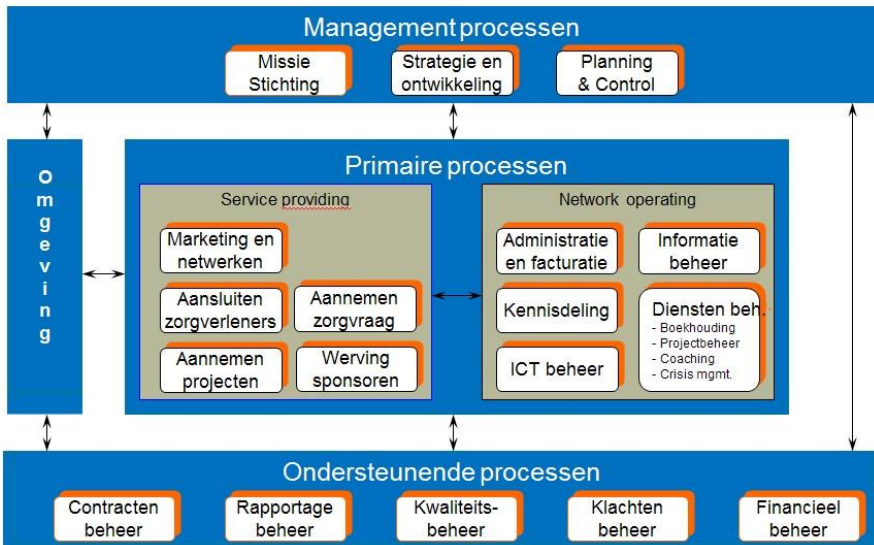 Management processen
Missie
Stichting
Strategie en
ontwikkeling
Planning
& Control
O
m
g
e
v
i
n
g
Primaire processen
Service providing
Marketing en
netwerken
Aansluiten
zorgverleners
Aannemen
zorgvraag
Aannemen
projecten
Werving
sponsoren
Network operating
Administratie
en facturatie
Informatie
beheer
Kennisdeling
Diensten beh.
- Boekhouding
- Projectbeheer
- Coaching
- Crisis mgmt.
ICT beheer
Ondersteunende processen
Contracten
beheer
Rapportage
beheer
Kwaliteits-
beheer
Klachten
beheer
Financieel
beheer